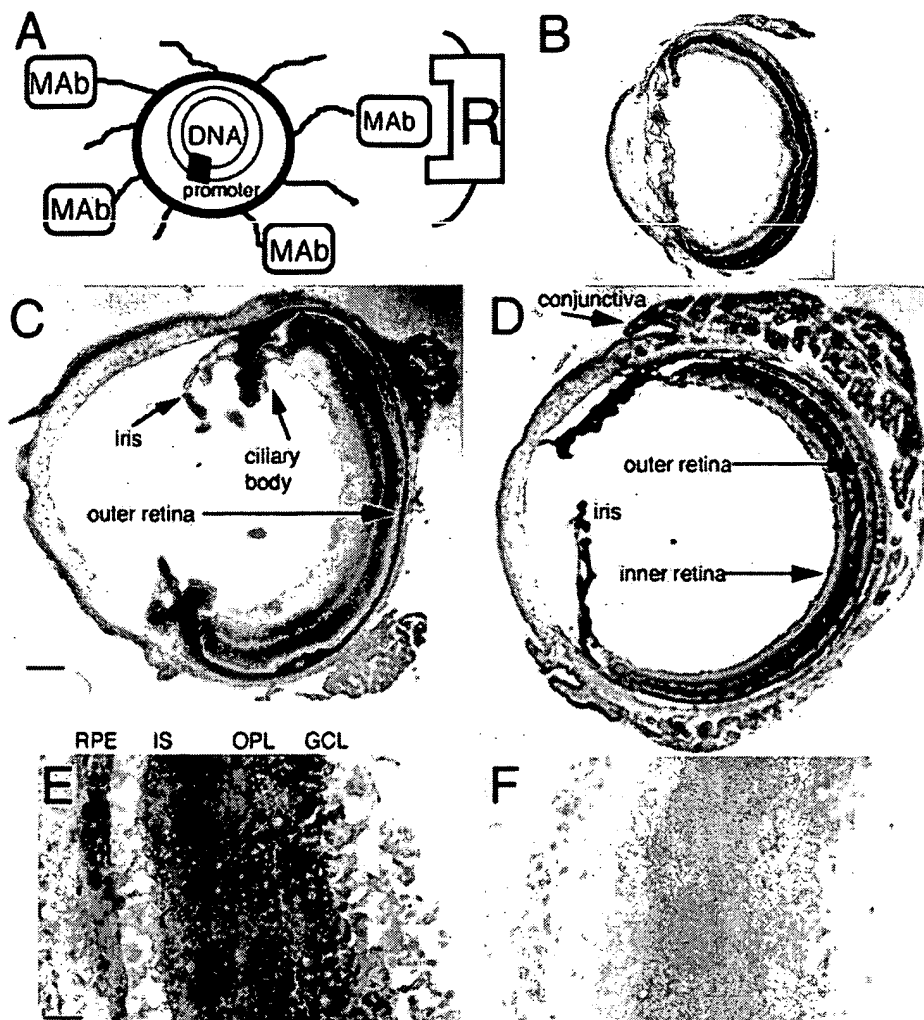 A
MAb
DNA
promoter
MAb
R
MAb
MAb
B
C
iris
ciliary
body
outer retina
D
conjunctiva
outer retina
iris
inner retina
RPE IS OPL GCL
E
F